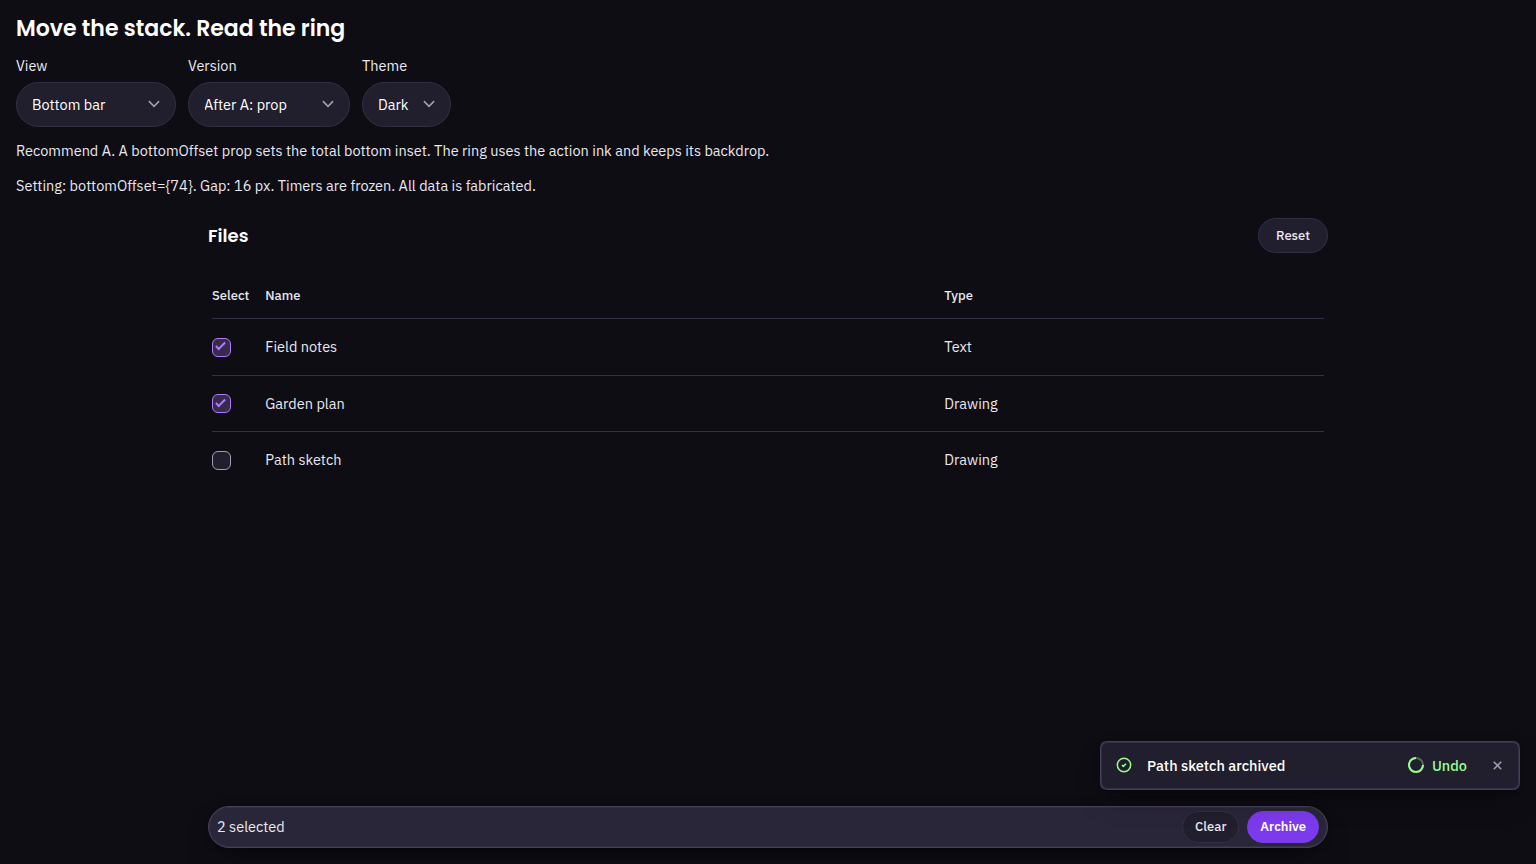 Move the stack. Read the ring
View Version Theme
Bottom bar After A: prop Dark
Recommend A. A bottomOffset prop sets the total bottom inset. The ring uses the action ink and keeps its backdrop.
Setting: bottomOffset={74}. Gap: 16 px. Timers are frozen. All data is fabricated.
Files Reset
Select Name Type
Field notes Text
Garden plan Drawing
Path sketch Drawing
Path sketch archived Undo
2 selected Clear Archive